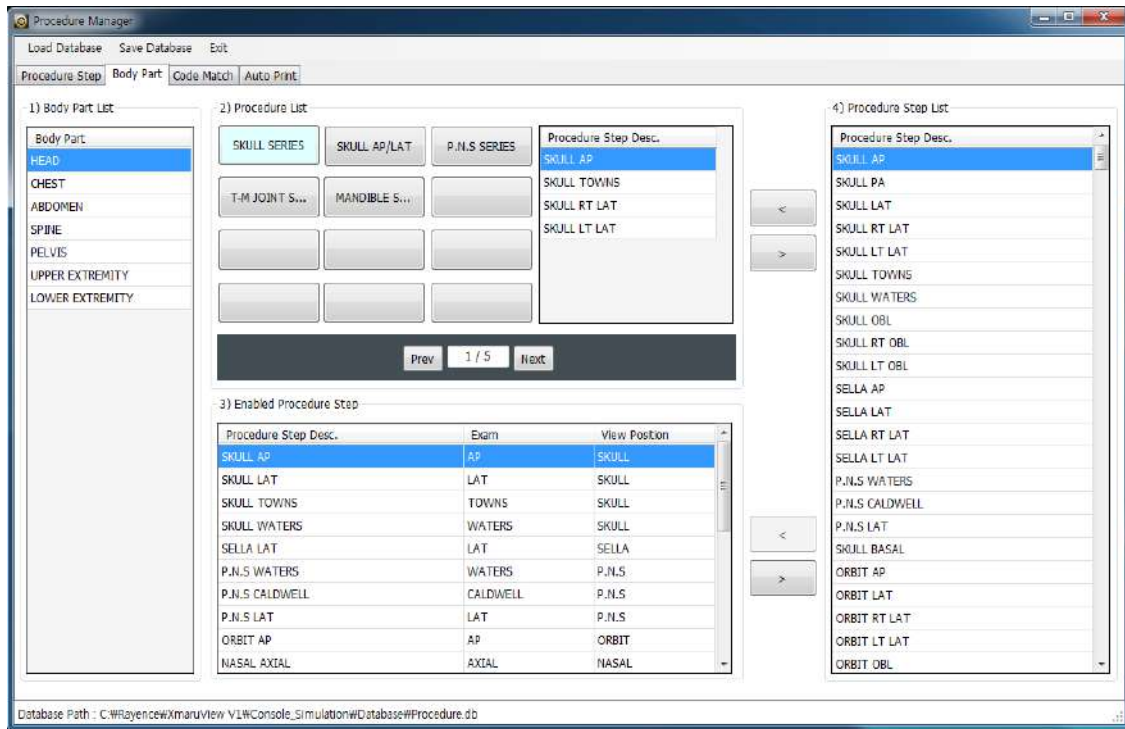 Procedure Manager
Load Database Save Database Exit
Procedure Step Body Part Code Match Auto Print
1) Body Part List
Body Part
HEAD
CHEST
ABDOMEN
SPINE
PELVIS
UPPER EXTREMITY
LOWER EXTREMITY
2) Procedure List
SKULL SERIES SKULL AP/LAT P.N.S SERIES
T-M JOINT S... MANDIBLE S...
Procedure Step Desc.
SKULL AP
SKULL TOWNS
SKULL RT LAT
SKULL LT LAT
Prev 1 / 5 Next
3) Enabled Procedure Step
Procedure Step Desc. Exam View Position
SKULL AP AP SKULL
SKULL LAT LAT SKULL
SKULL TOWNS TOWNS SKULL
SKULL WATERS WATERS SKULL
SELLA LAT LAT SELLA
P.N.S WATERS WATERS P.N.S
P.N.S CALDWELL CALDWELL P.N.S
P.N.S LAT LAT P.N.S
ORBIT AP AP ORBIT
NASAL AXIAL AXIAL NASAL
<
>
<
>
4) Procedure Step List
Procedure Step Desc.
SKULL AP
SKULL PA
SKULL LAT
SKULL RT LAT
SKULL LT LAT
SKULL TOWNS
SKULL WATERS
SKULL OBL
SKULL RT OBL
SKULL LT OBL
SELLA AP
SELLA LAT
SELLA RT LAT
SELLA LT LAT
P.N.S WATERS
P.N.S CALDWELL
P.N.S LAT
SKULL BASAL
ORBIT AP
ORBIT LAT
ORBIT RT LAT
ORBIT LT LAT
ORBIT OBL
Database Path : C:₩Rayence₩XmaruView V1₩Console_Simulation₩Database₩Procedure.db